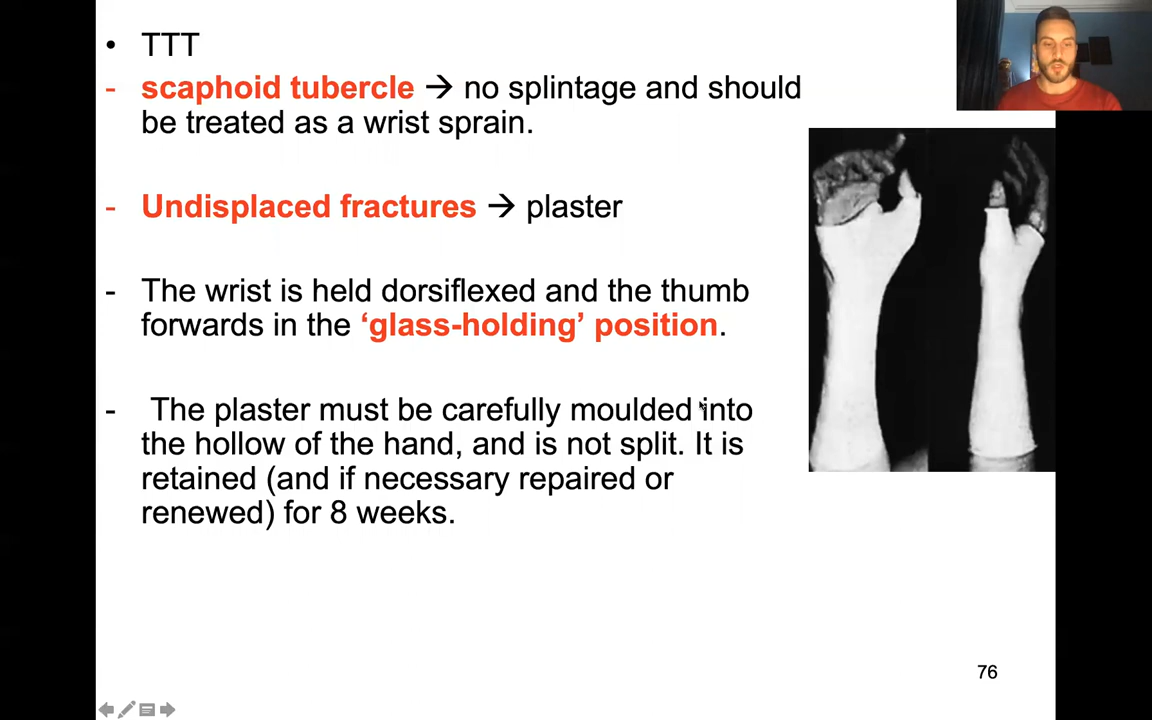 • TTT
- scaphoid tubercle → no splintage and should
be treated as a wrist sprain.
- Undisplaced fractures → plaster
- The wrist is held dorsiflexed and the thumb
forwards in the ‘glass-holding’ position.
- The plaster must be carefully moulded into
the hollow of the hand, and is not split. It is
retained (and if necessary repaired or
renewed) for 8 weeks.
76